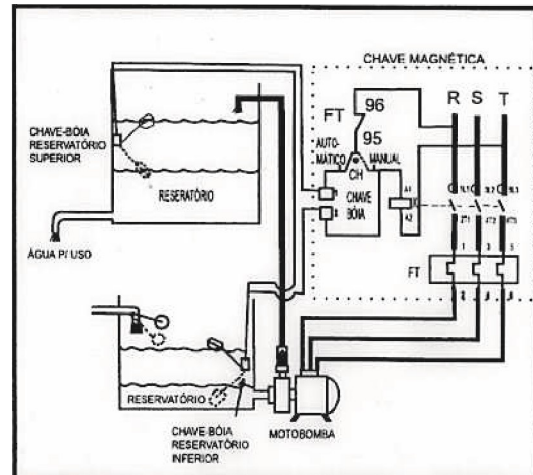 CHAVE MAGNÉTICA
R S T
FT
96
95
AUTO-
MÁTICO
MANUAL
CH
CHAVE
BÓIA
A1
A2
FT
CHAVE-BÓIA
RESERVATÓRIO
SUPERIOR
RESERATÓRIO
ÁGUA P/ USO
RESERVATÓRIO
CHAVE-BÓIA
RESERVATÓRIO
INFERIOR
MOTOBOMBA